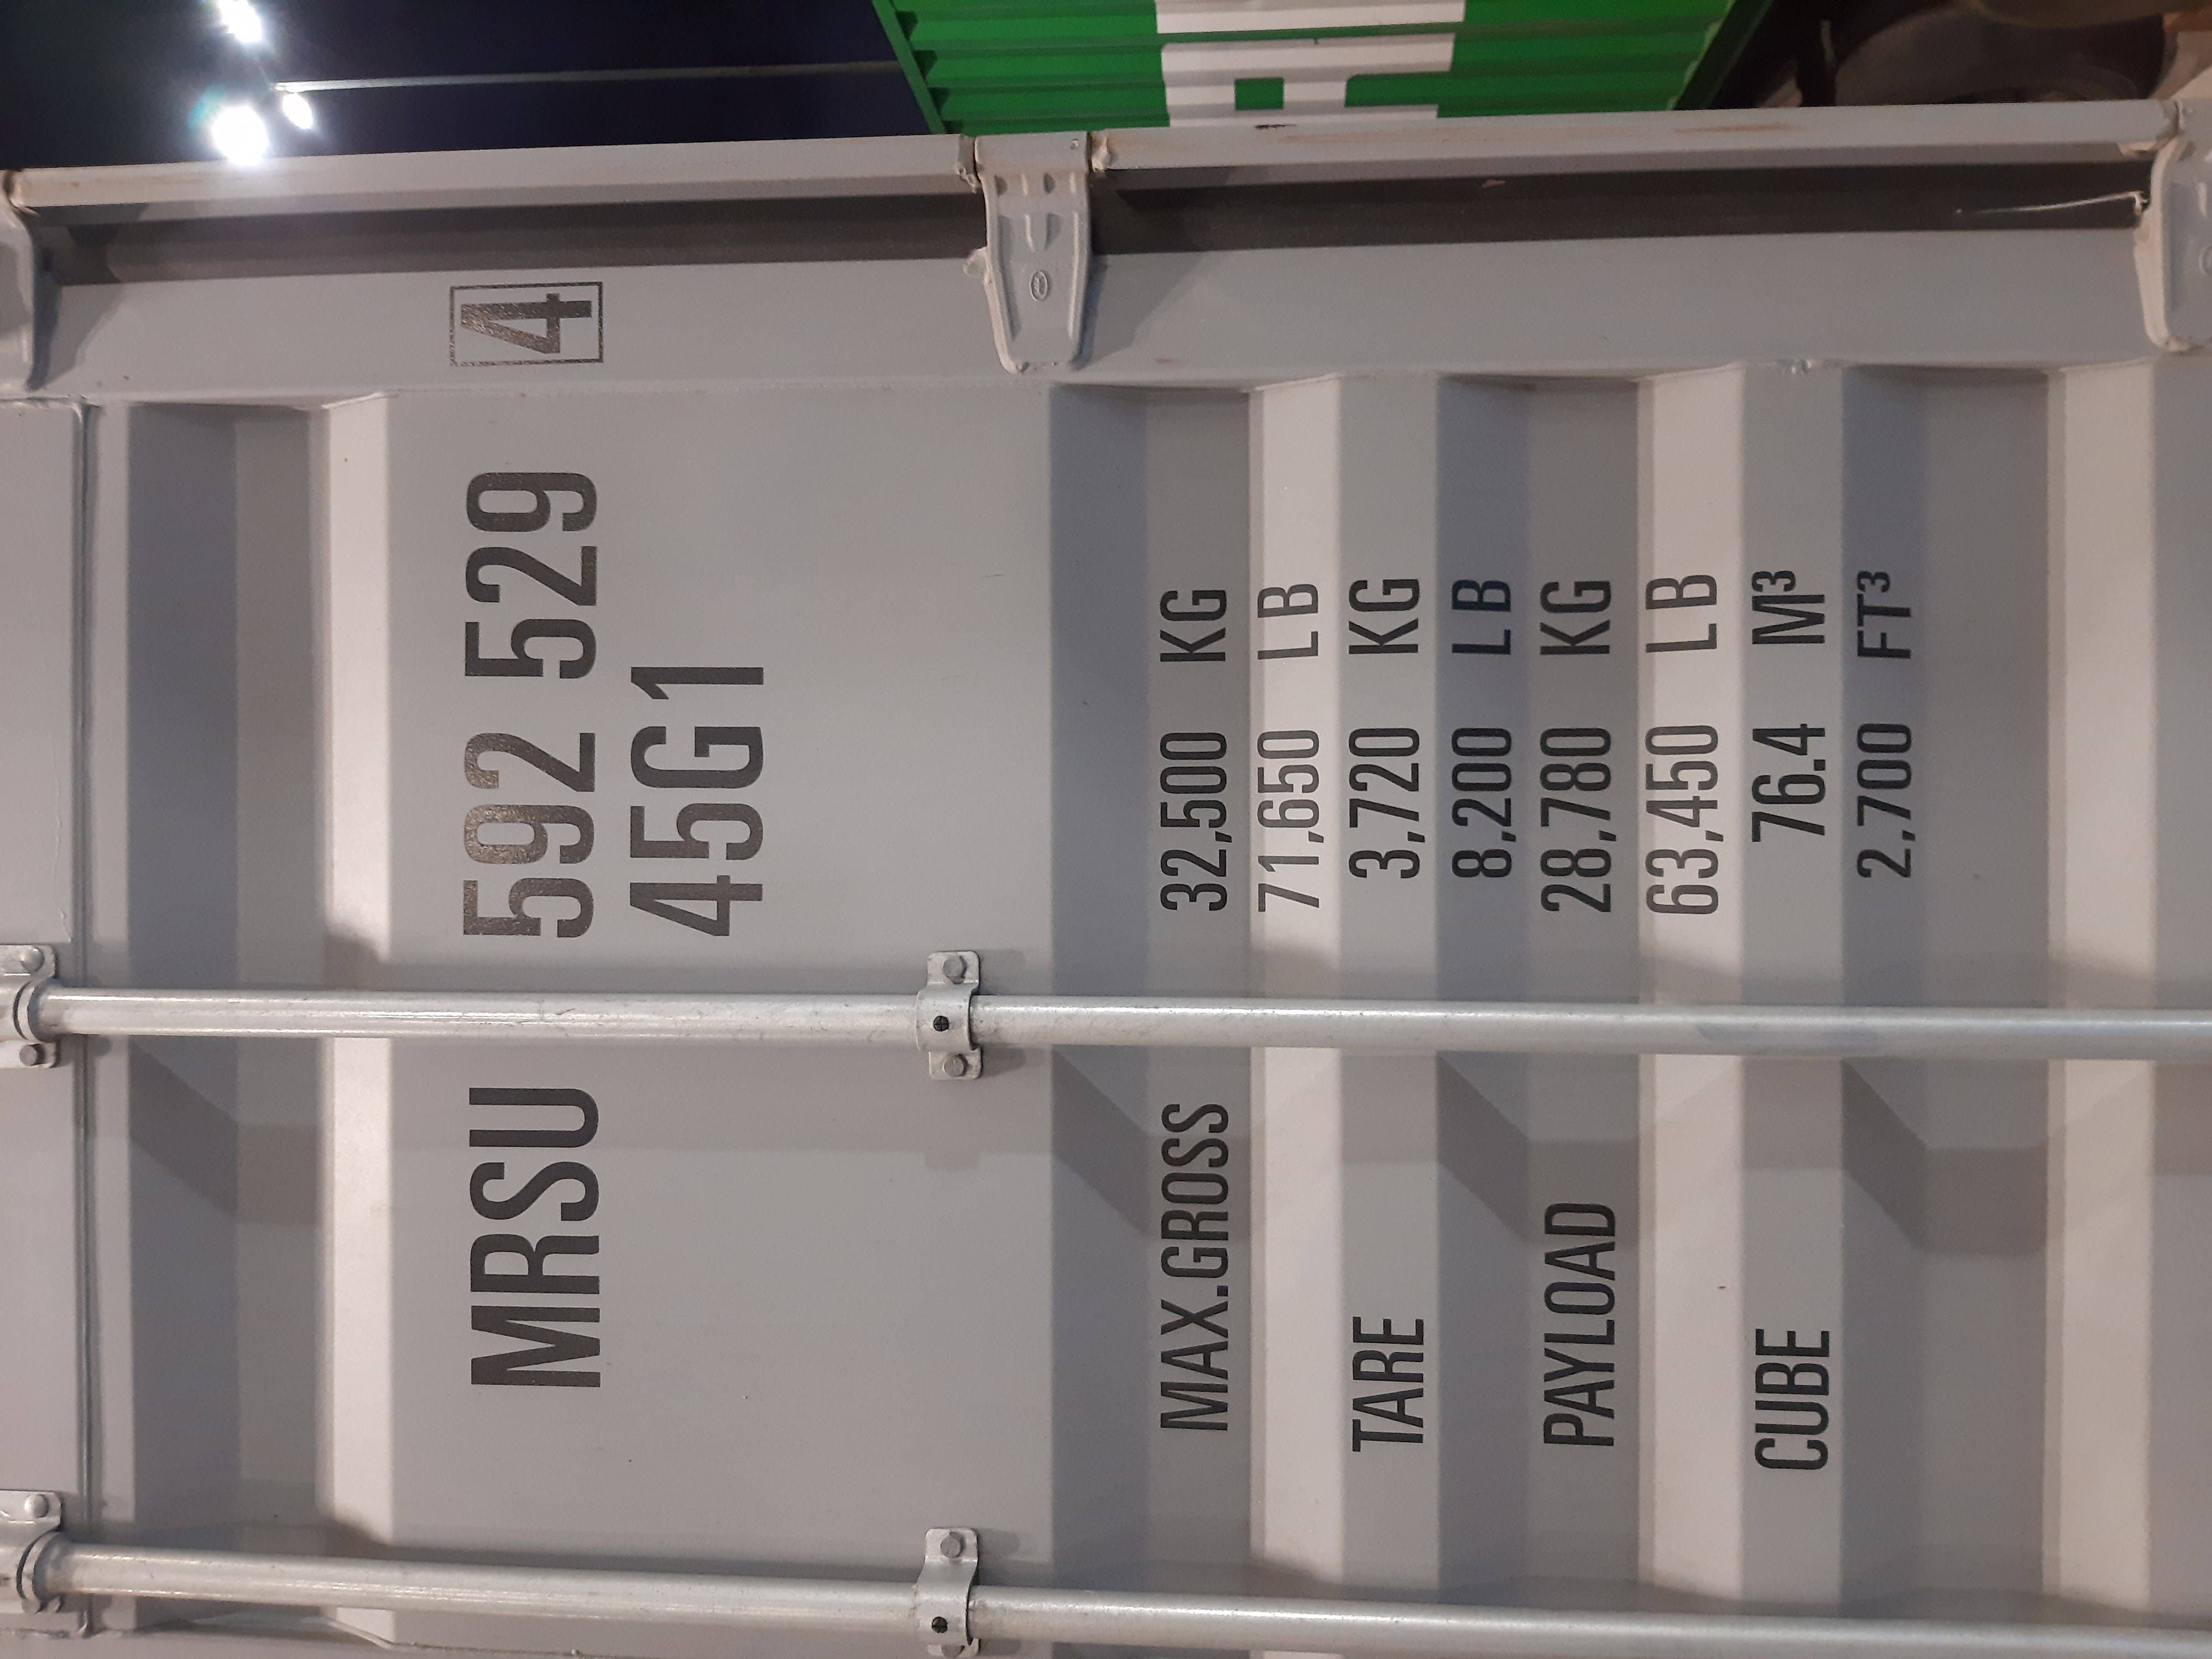 MRSU 592 529 4
45G1
MAX.GROSS 32,500 KG
71,650 LB
TARE 3,720 KG
8,200 LB
PAYLOAD 28,780 KG
63,450 LB
CUBE 76.4 M³
2,700 FT³